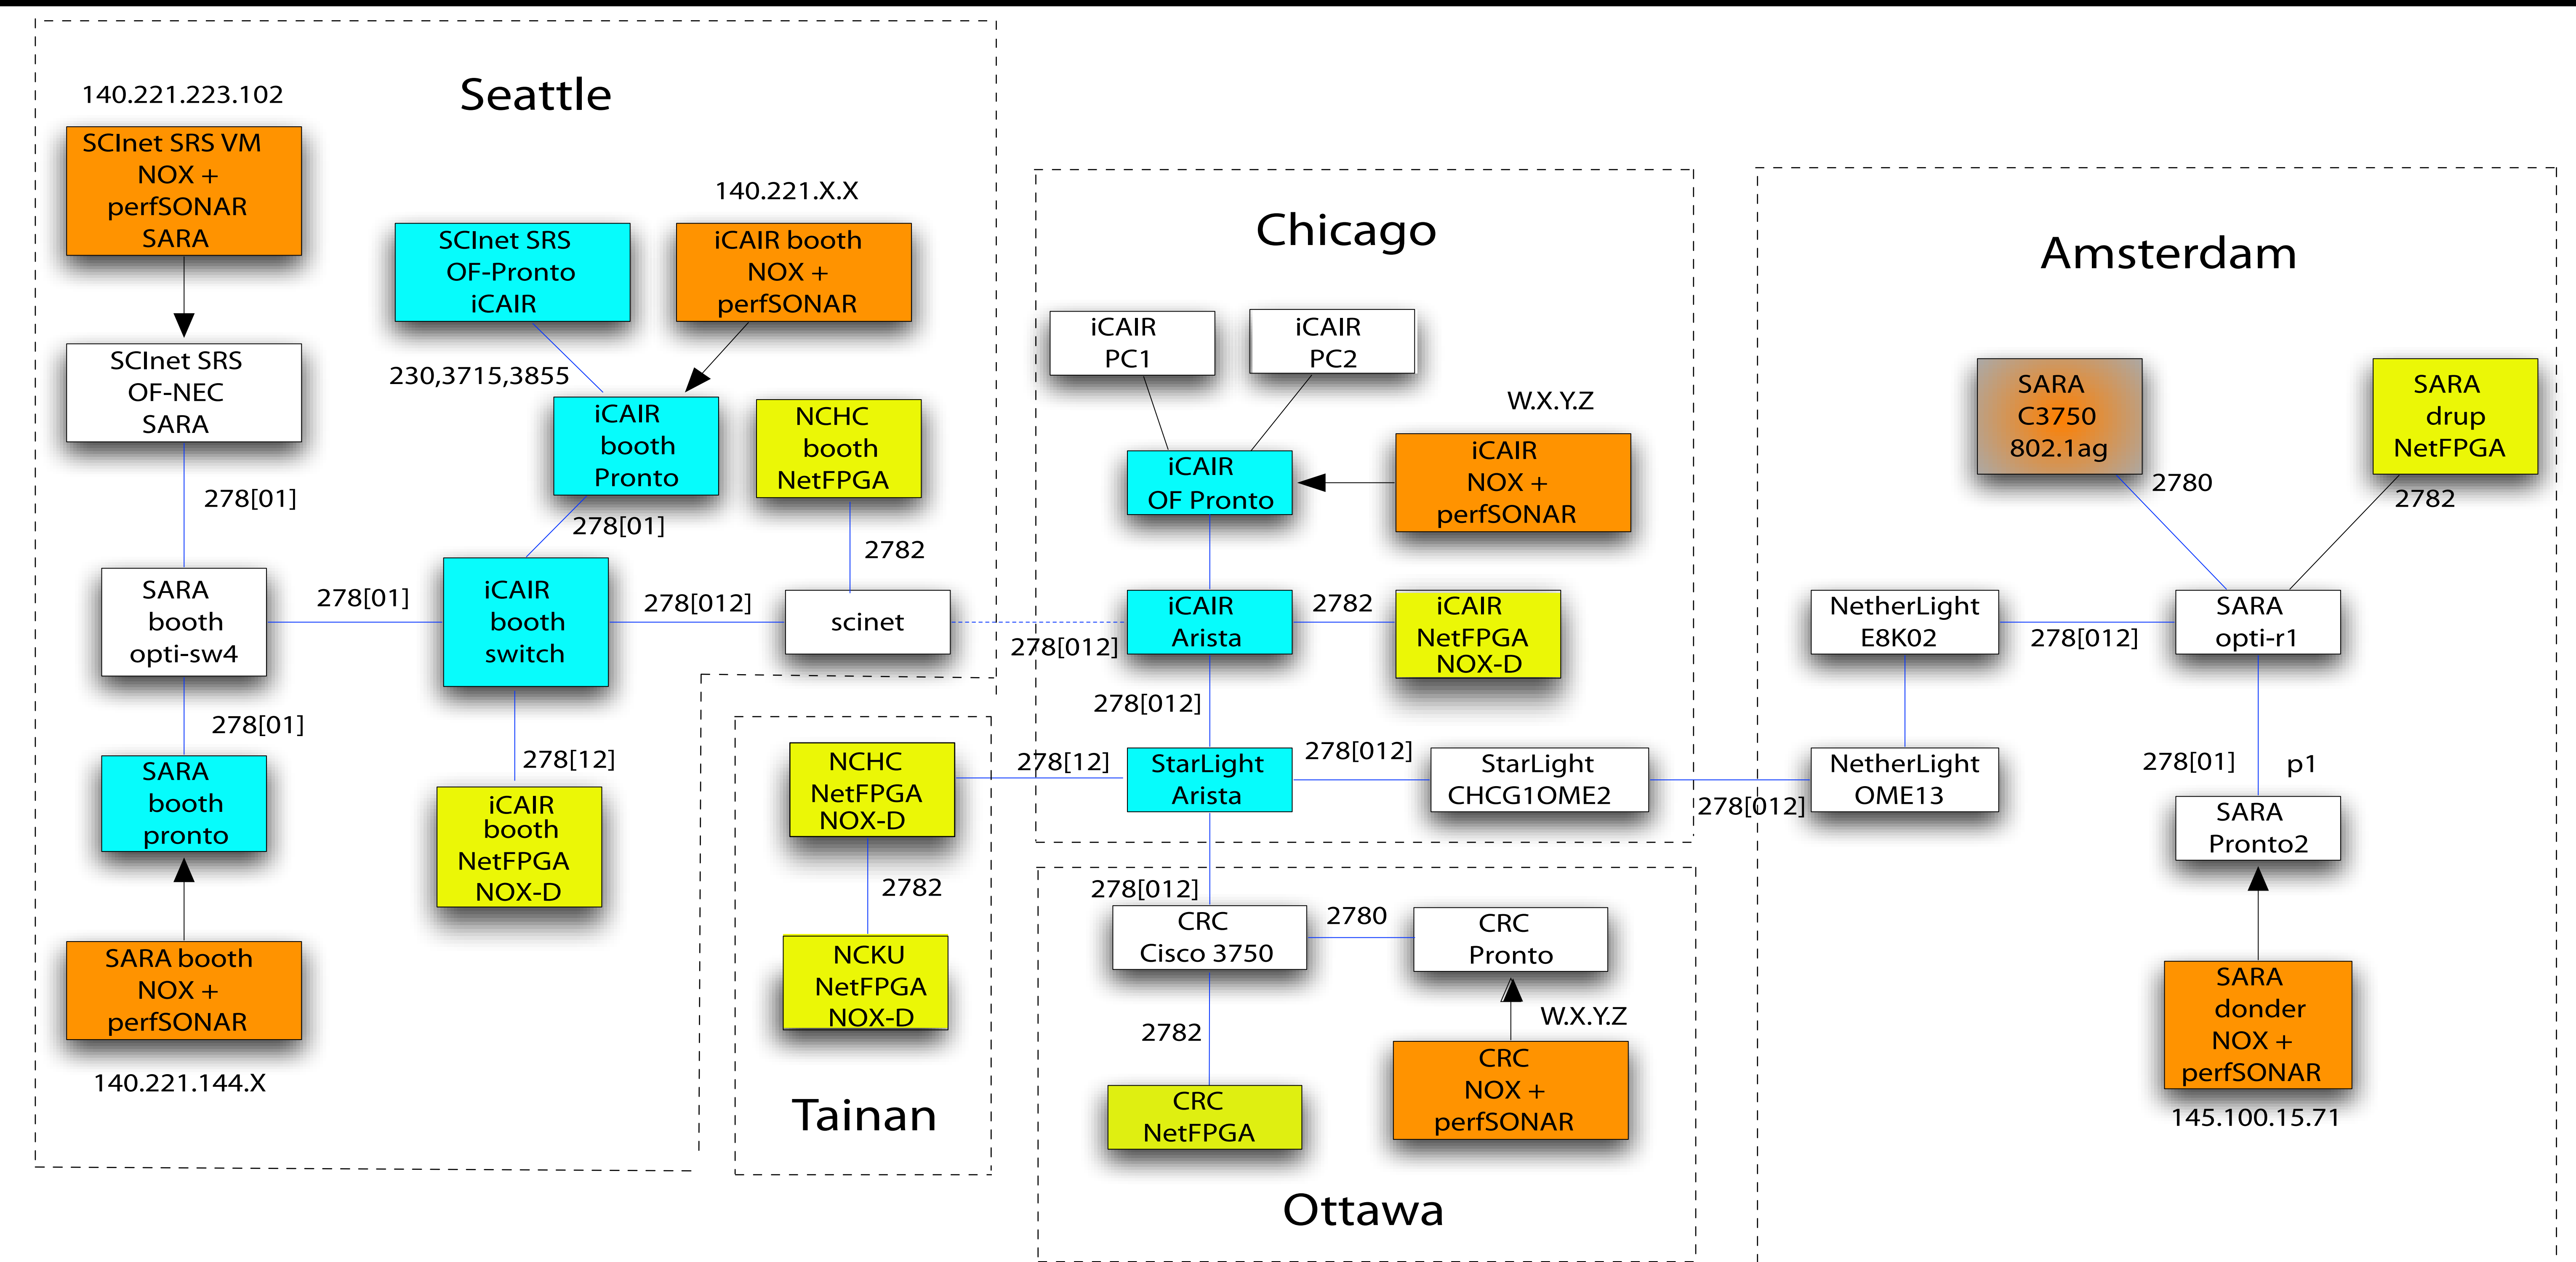 Seattle
140.221.223.102
SCInet SRS VM
NOX +
perfSONAR
SARA
SCInet SRS
OF-NEC
SARA
278[01]
SARA
booth
opti-sw4
278[01]
278[01]
SARA
booth
pronto
SARA booth
NOX +
perfSONAR
140.221.144.X
SCInet SRS
OF-Pronto
iCAIR
140.221.X.X
iCAIR booth
NOX +
perfSONAR
230,3715,3855
iCAIR
booth
Pronto
278[01]
NCHC
booth
NetFPGA
2782
iCAIR
booth
switch
278[012]
scinet
278[12]
iCAIR
booth
NetFPGA
NOX-D
278[012]
Tainan
NCHC
NetFPGA
NOX-D
2782
NCKU
NetFPGA
NOX-D
278[12]
Chicago
iCAIR
PC1
iCAIR
PC2
W.X.Y.Z
iCAIR
OF Pronto
iCAIR
NOX +
perfSONAR
iCAIR
Arista
2782
iCAIR
NetFPGA
NOX-D
278[012]
StarLight
Arista
278[012]
StarLight
CHCG1OME2
278[012]
Ottawa
278[012]
CRC
Cisco 3750
2780
CRC
Pronto
2782
W.X.Y.Z
CRC
NetFPGA
CRC
NOX +
perfSONAR
Amsterdam
SARA
C3750
802.1ag
2780
SARA
drup
NetFPGA
2782
NetherLight
E8K02
278[012]
SARA
opti-r1
NetherLight
OME13
278[01]
p1
SARA
Pronto2
SARA
donder
NOX +
perfSONAR
145.100.15.71